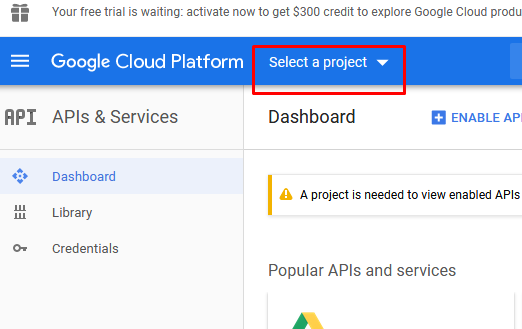 Your free trial is waiting: activate now to get $300 credit to explore Google Cloud
Google Cloud Platform
Select a project
API
APIs & Services
Dashboard
ENABLE
Dashboard
Library
Credentials
A project is needed to view enabled APIs
Popular APIs and services